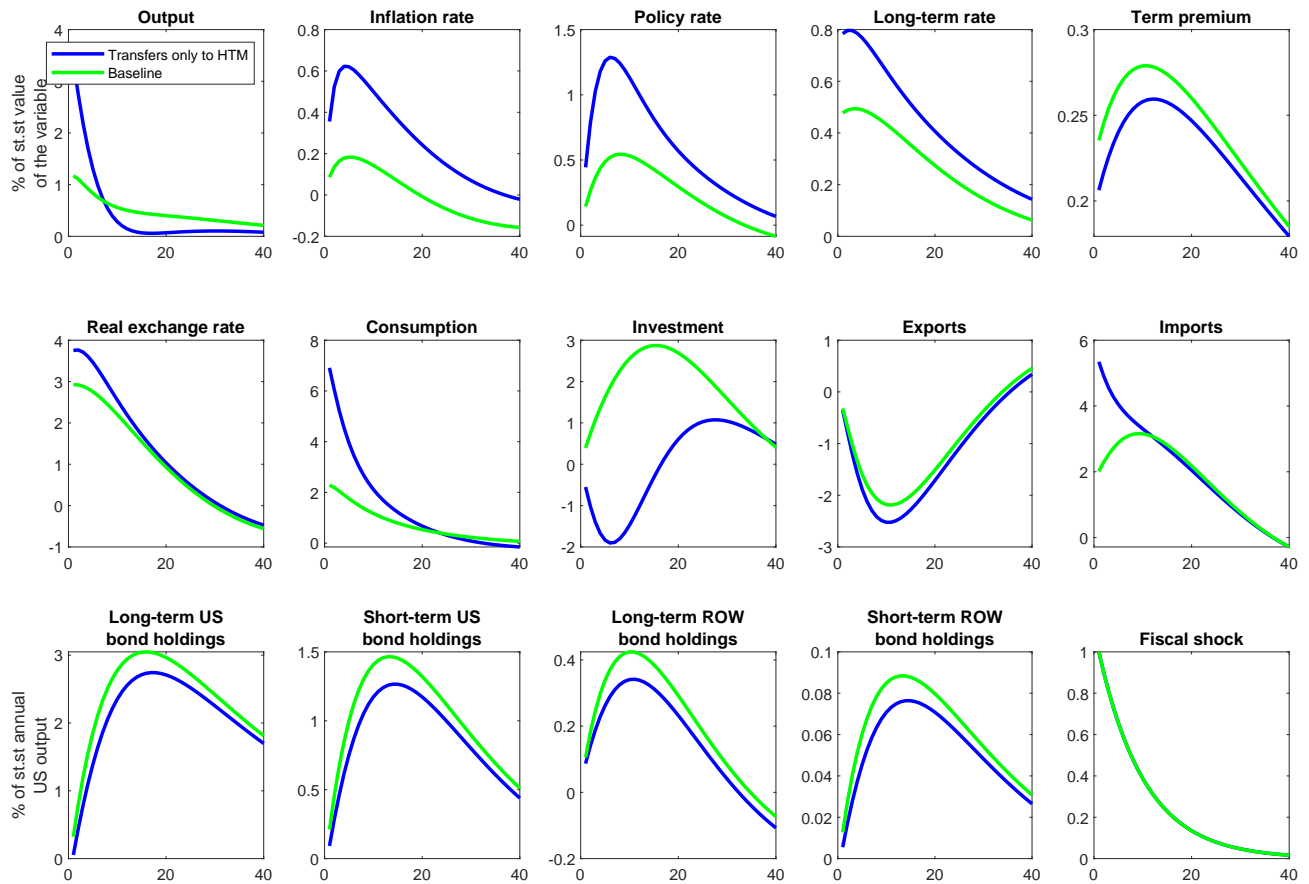 Output
Inflation rate
Policy rate
Long-term rate
Term premium
Transfers only to HTM
Baseline
% of st.st value
of the variable
4
3
2
1
0
0 20 40
0.8
0.6
0.4
0.2
0
-0.2
0 20 40
1.5
1
0.5
0
0 20 40
0.8
0.6
0.4
0.2
0
0 20 40
0.3
0.25
0.2
0 20 40
Real exchange rate
Consumption
Investment
Exports
Imports
4
3
2
1
0
-1
0 20 40
8
6
4
2
0
0 20 40
3
2
1
0
-1
-2
0 20 40
1
0
-1
-2
-3
0 20 40
6
4
2
0
0 20 40
Long-term US
bond holdings
Short-term US
bond holdings
Long-term ROW
bond holdings
Short-term ROW
bond holdings
Fiscal shock
% of st.st annual
US output
3
2
1
0
0 20 40
1.5
1
0.5
0
0 20 40
0.4
0.2
0
-0.2
0 20 40
0.1
0.08
0.06
0.04
0.02
0
0 20 40
1
0.8
0.6
0.4
0.2
0
0 20 40